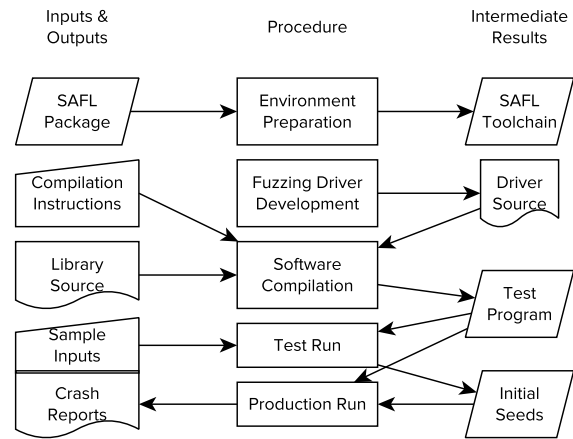 Inputs &
Outputs
Procedure
Intermediate
Results
SAFL
Package
Environment
Preparation
SAFL
Toolchain
Compilation
Instructions
Fuzzing Driver
Development
Driver
Source
Library
Source
Software
Compilation
Test
Program
Sample
Inputs
Test Run
Crash
Reports
Production Run
Initial
Seeds